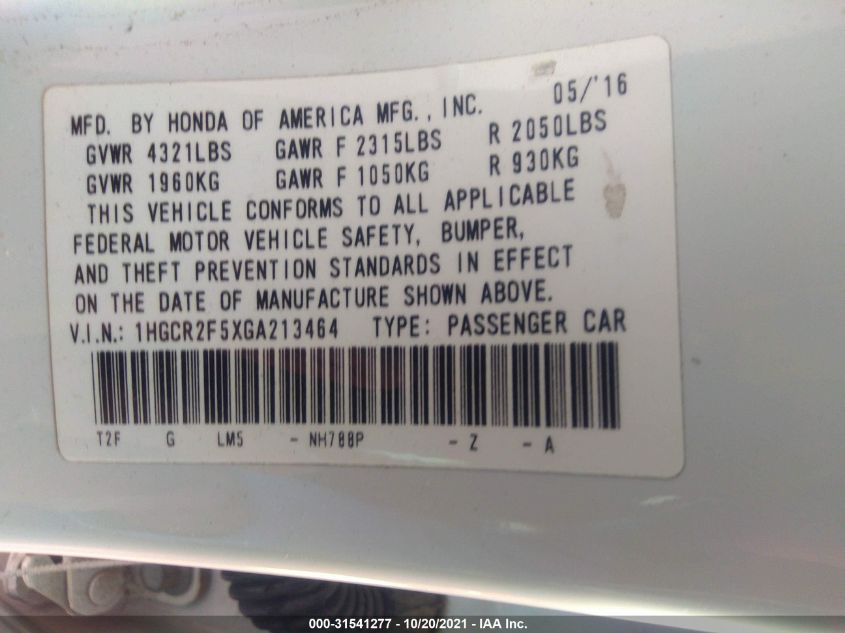 05/'16
MFD. BY HONDA OF AMERICA MFG., INC.
GVWR 4321LBS GAWR F 2315LBS R 2050LBS
GVWR 1960KG GAWR F 1050KG R 930KG
THIS VEHICLE CONFORMS TO ALL APPLICABLE
FEDERAL MOTOR VEHICLE SAFETY, BUMPER,
AND THEFT PREVENTION STANDARDS IN EFFECT
ON THE DATE OF MANUFACTURE SHOWN ABOVE.
V.I.N.: 1HGCR2F5XGA213464 TYPE: PASSENGER CAR
T2F G LM5 - NH788P - Z - A
000-31541277 - 10/20/2021 - IAA Inc.